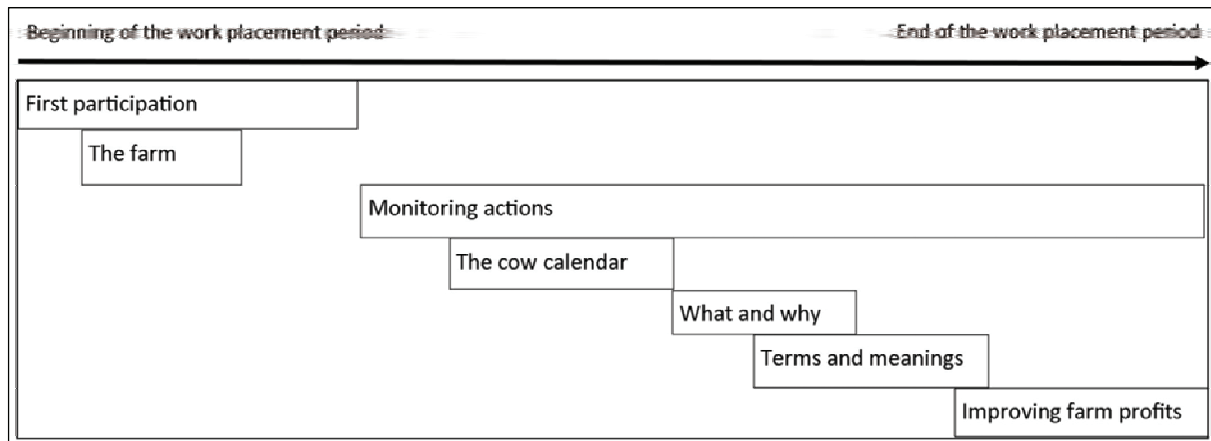 Beginning of the work placement period
End of the work placement period
First participation
The farm
Monitoring actions
The cow calendar
What and why
Terms and meanings
Improving farm profits